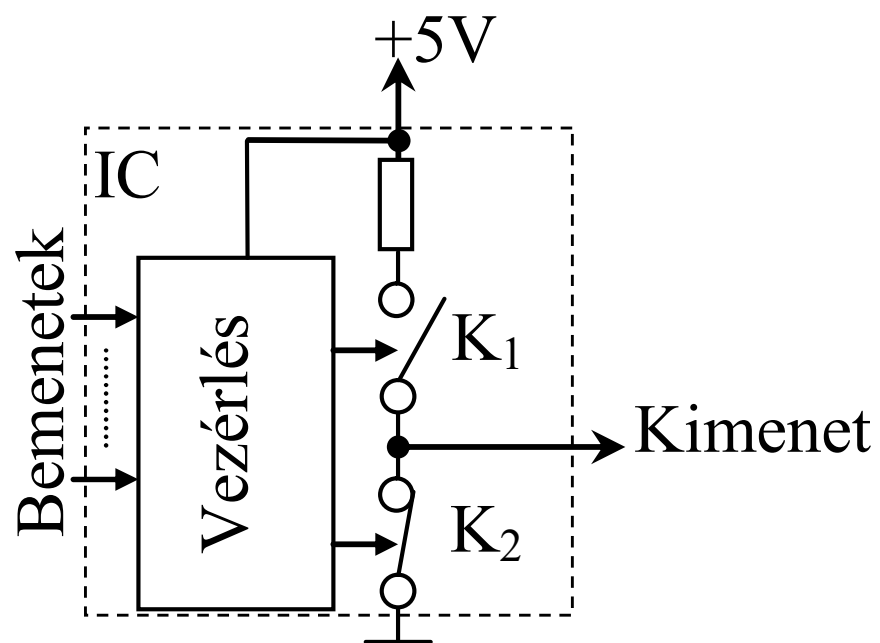 +5V
IC
Bemenetek
Vezérlés
K₁
Kimenet
K₂